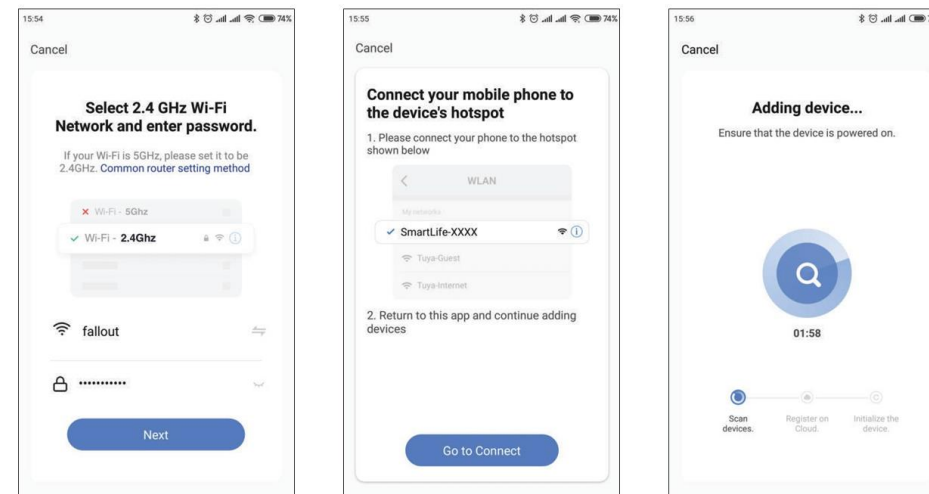 15:54
74%
Cancel
Select 2.4 GHz Wi-Fi
Network and enter password.
If your Wi-Fi is 5GHz, please set it to be
2.4GHz. Common router setting method
Wi-Fi - 5Ghz
Wi-Fi - 2.4Ghz
fallout
Next
15:55
74%
Cancel
Connect your mobile phone to
the device's hotspot
1. Please connect your phone to the hotspot
shown below
WLAN
My networks
SmartLife-XXXX
Tuya-Guest
Tuya-Internet
2. Return to this app and continue adding
devices
Go to Connect
15:56
Cancel
Adding device...
Ensure that the device is powered on.
01:58
Scan
devices.
Register on
Cloud.
Initialize the
device.